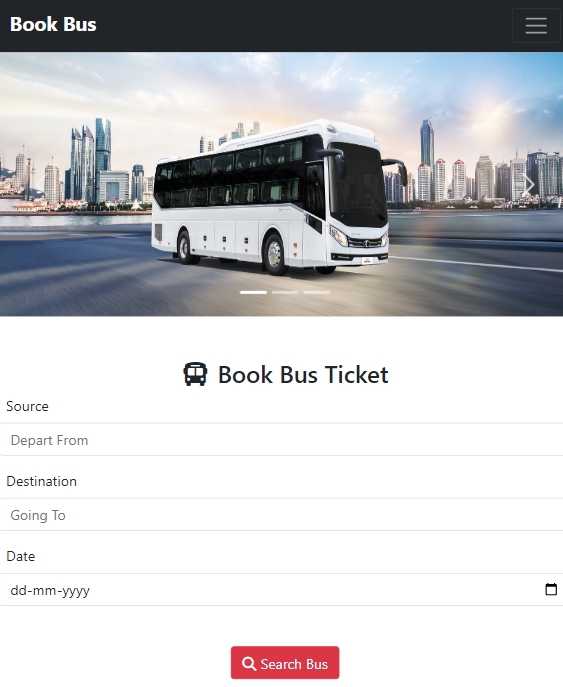 Book Bus
Book Bus Ticket
Source
Depart From
Destination
Going To
Date
dd-mm-yyyy
Search Bus